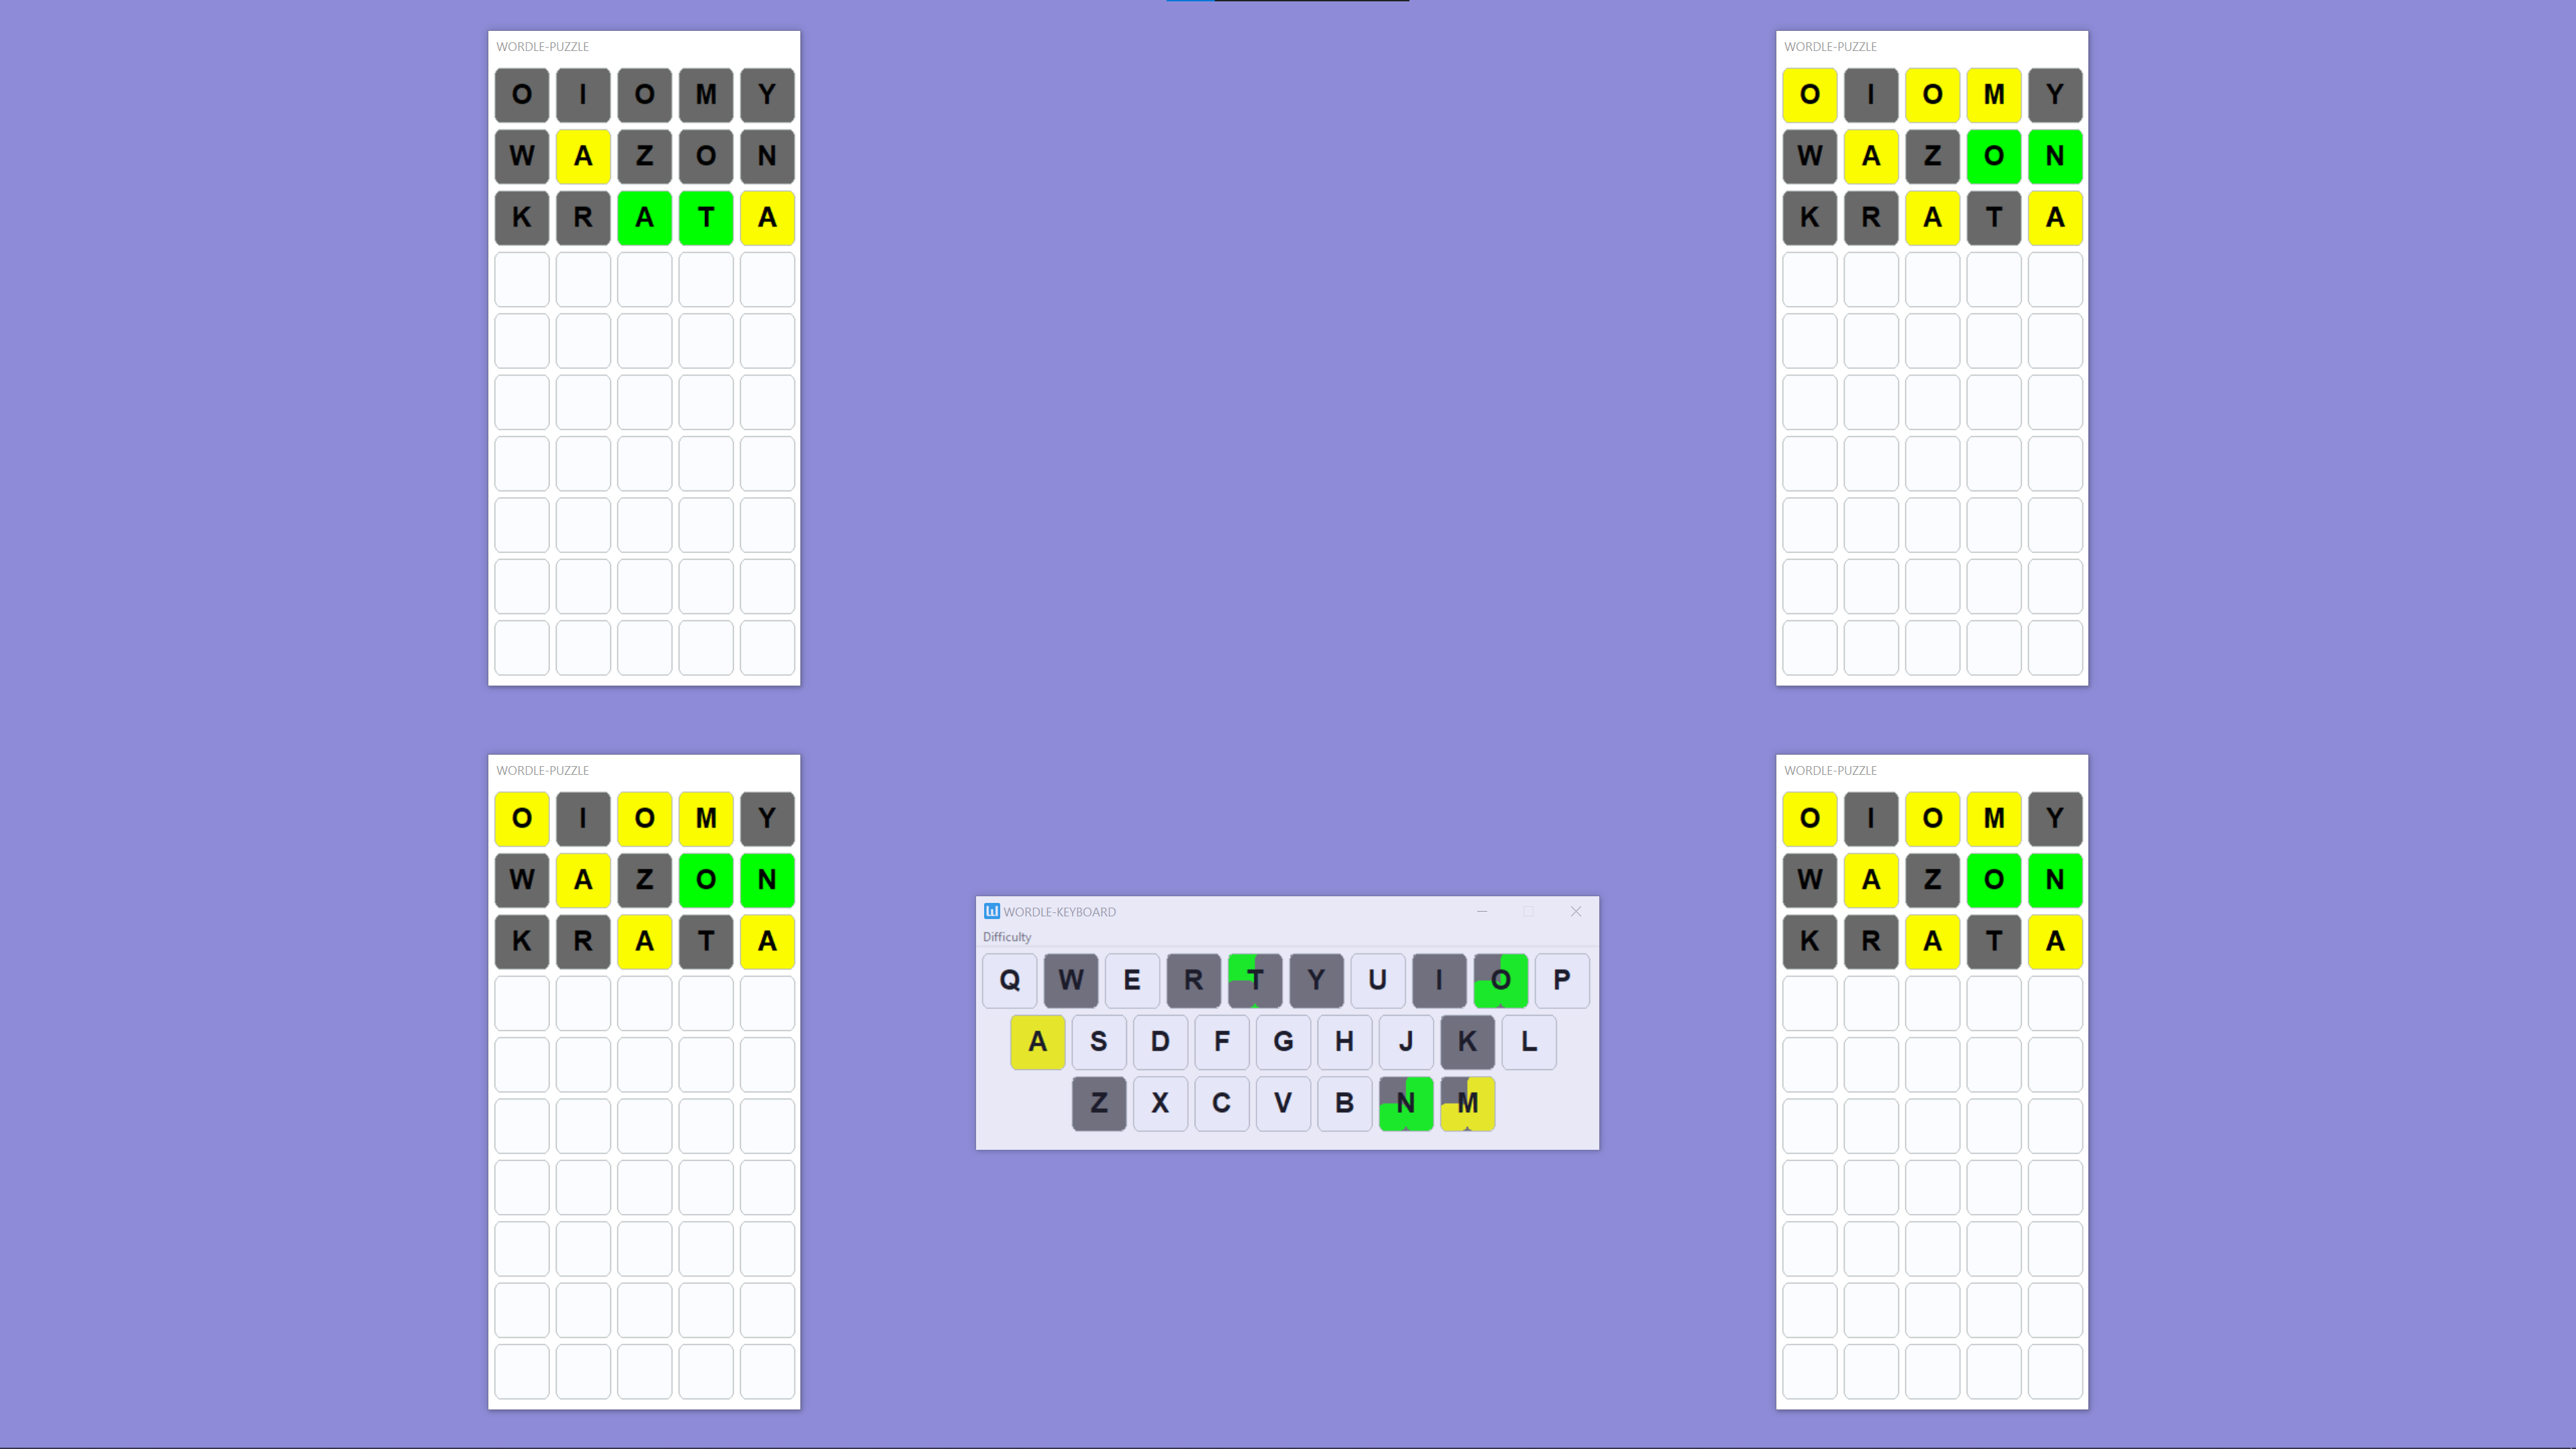 WORDLE-PUZZLE
O I O M Y
W A Z O N
K R A T A
WORDLE-PUZZLE
O I O M Y
W A Z O N
K R A T A
WORDLE-PUZZLE
O I O M Y
W A Z O N
K R A T A
WORDLE-KEYBOARD
Difficulty
Q W E R T Y U I O P
A S D F G H J K L
Z X C V B N M
WORDLE-PUZZLE
O I O M Y
W A Z O N
K R A T A